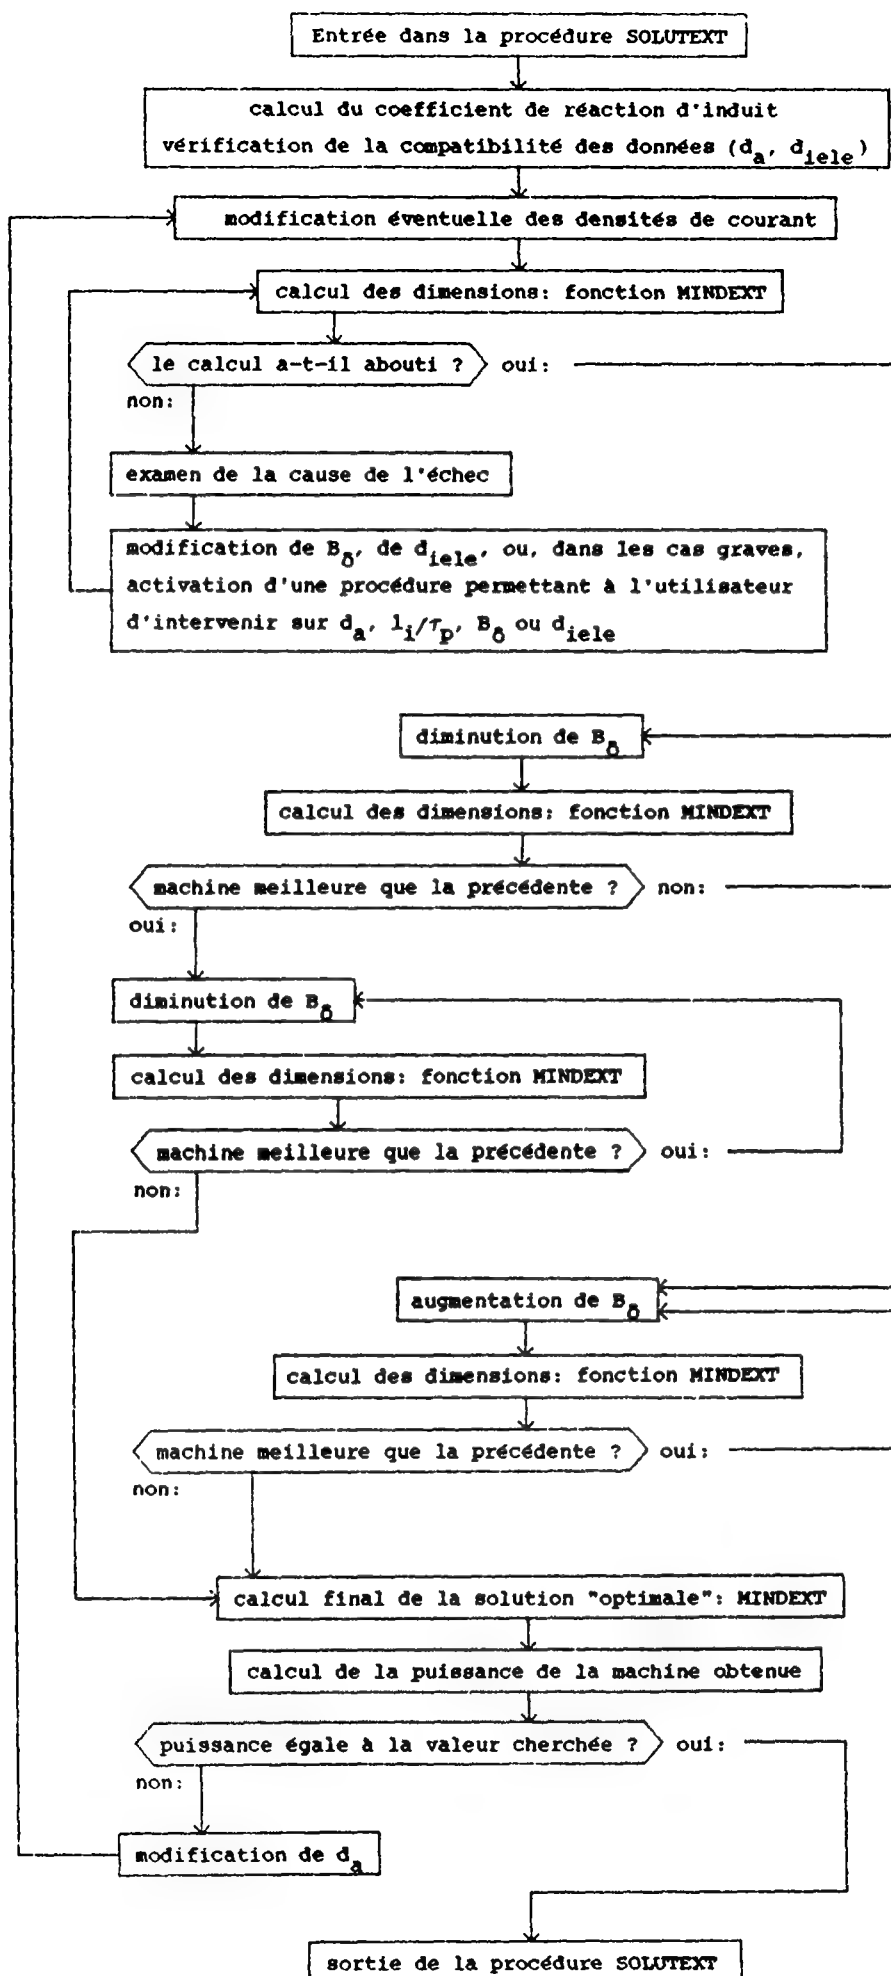 Entrée dans la procédure SOLUTEXT
calcul du coefficient de réaction d'induit
vérification de la compatibilité des données (d_a, d_iele)
modification éventuelle des densités de courant
calcul des dimensions: fonction MINDEXT
le calcul a-t-il abouti ? oui:
non:
examen de la cause de l'échec
modification de B_δ, de d_iele, ou, dans les cas graves,
activation d'une procédure permettant à l'utilisateur
d'intervenir sur d_a, l_i/τ_p, B_δ ou d_iele
diminution de B_δ
calcul des dimensions: fonction MINDEXT
machine meilleure que la précédente ? non:
oui:
diminution de B_δ
calcul des dimensions: fonction MINDEXT
machine meilleure que la précédente ? oui:
non:
augmentation de B_δ
calcul des dimensions: fonction MINDEXT
machine meilleure que la précédente ? oui:
non:
calcul final de la solution "optimale": MINDEXT
calcul de la puissance de la machine obtenue
puissance égale à la valeur cherchée ? oui:
non:
modification de d_a
sortie de la procédure SOLUTEXT